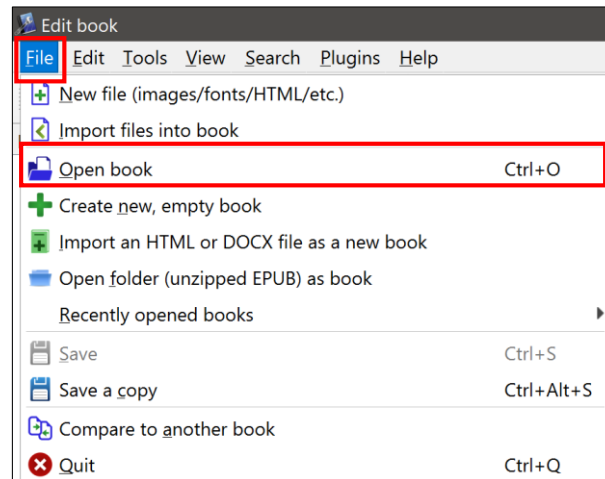 Edit book
File Edit Tools View Search Plugins Help
New file (images/fonts/HTML/etc.)
Import files into book
Open book Ctrl+O
Create new, empty book
Import an HTML or DOCX file as a new book
Open folder (unzipped EPUB) as book
Recently opened books
Save Ctrl+S
Save a copy Ctrl+Alt+S
Compare to another book
Quit Ctrl+Q